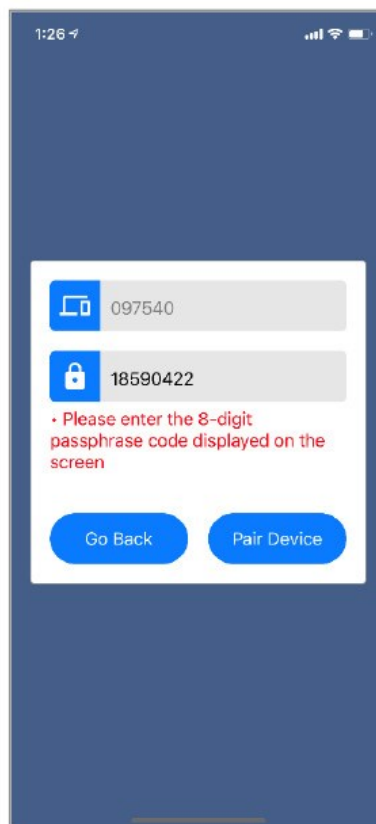 1:26
097540
18590422
• Please enter the 8-digit
passphrase code displayed on the
screen
Go Back
Pair Device